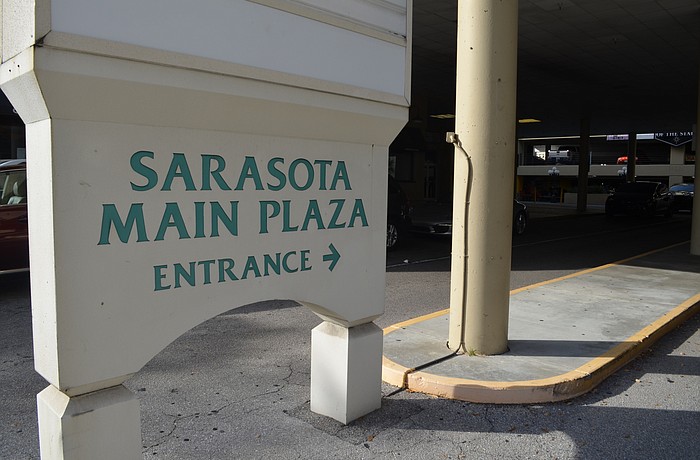 SARASOTA
MAIN PLAZA
ENTRANCE →